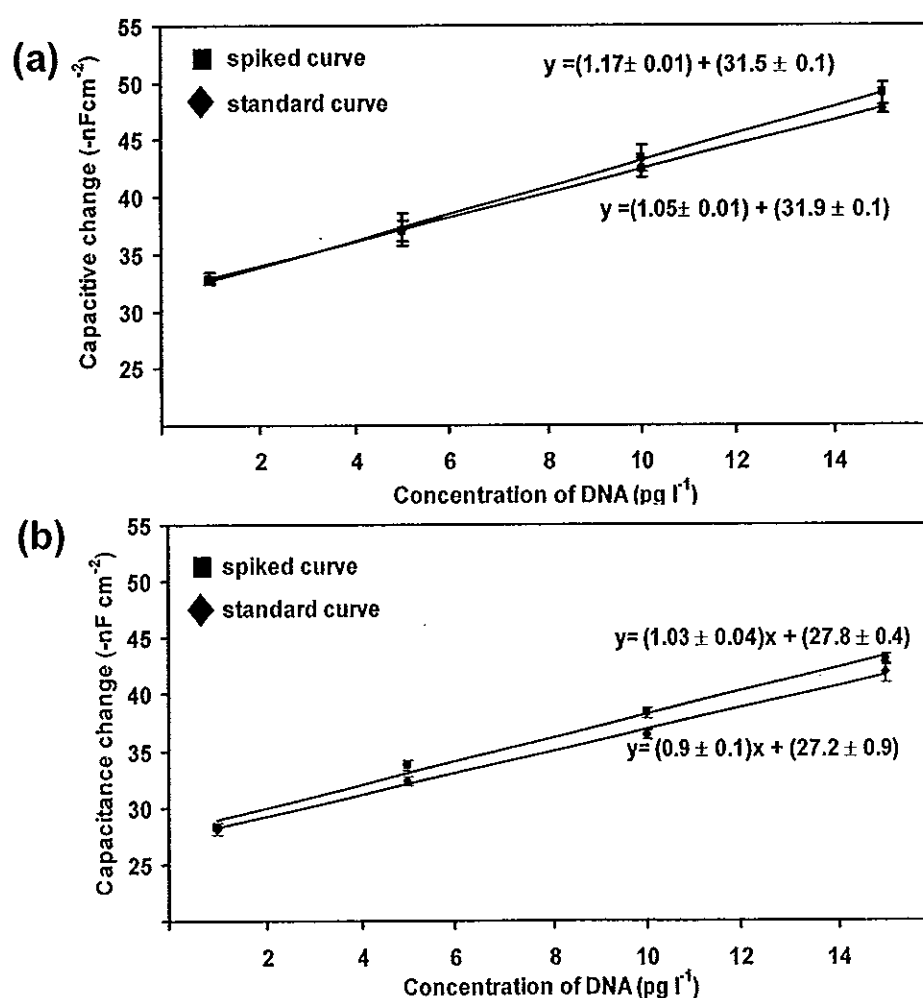 (a)
spiked curve
standard curve
y =(1.17± 0.01) + (31.5 ± 0.1)
y =(1.05± 0.01) + (31.9 ± 0.1)
Capacitive change (-nFcm-2)
55
50
45
40
35
30
25
2 4 6 8 10 12 14
Concentration of DNA (pg l-1)
(b)
spiked curve
standard curve
y= (1.03 ± 0.04)x + (27.8 ± 0.4)
y= (0.9 ± 0.1)x + (27.2 ± 0.9)
Capacitance change (-nF cm-2)
55
45
40
35
30
25
2 4 6 8 10 12 14
Concentration of DNA (pg l-1)